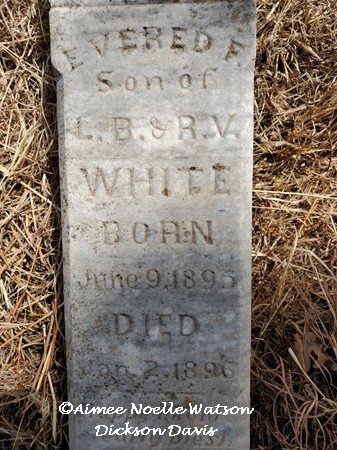 EVERED F.
Son of
L.B. & R.V.
WHITE
BORN
June 9, 1895
DIED
Jan. 2, 1896
©Aimee Noelle Watson
Dickson Davis